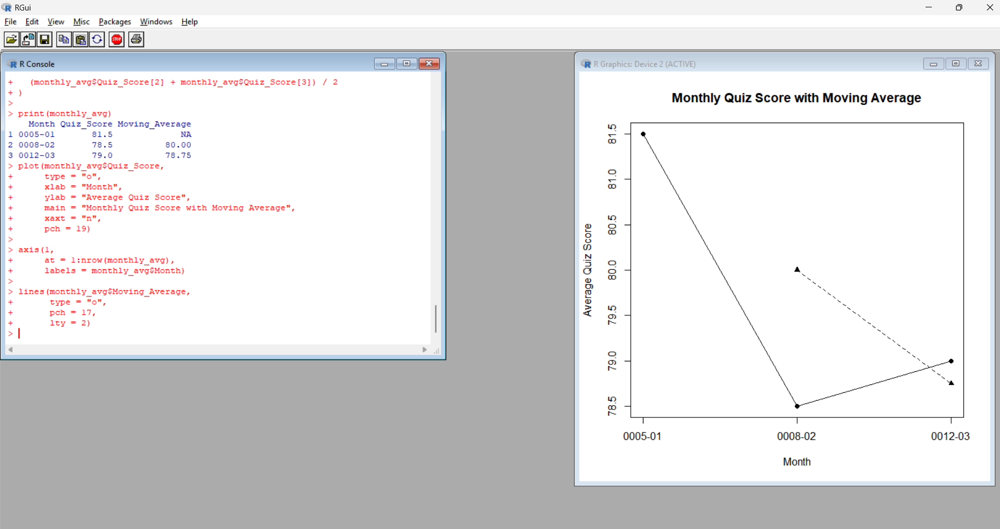 RGui
File Edit View Misc Packages Windows Help
STOP
R Console
+   (monthly_avg$Quiz_Score[2] + monthly_avg$Quiz_Score[3]) / 2
+ )
>
> print(monthly_avg)
    Month Quiz_Score Moving_Average
1 0005-01       81.5             NA
2 0008-02       78.5          80.00
3 0012-03       79.0          78.75
> plot(monthly_avg$Quiz_Score,
+      type = "o",
+      xlab = "Month",
+      ylab = "Average Quiz Score",
+      main = "Monthly Quiz Score with Moving Average",
+      xaxt = "n",
+      pch = 19)
>
> axis(1,
+      at = 1:nrow(monthly_avg),
+      labels = monthly_avg$Month)
>
> lines(monthly_avg$Moving_Average,
+       type = "o",
+       pch = 17,
+       lty = 2)
>
R Graphics: Device 2 (ACTIVE)
Monthly Quiz Score with Moving Average
Average Quiz Score
81.5
81.0
80.5
80.0
79.5
79.0
78.5
0005-01 0008-02 0012-03
Month